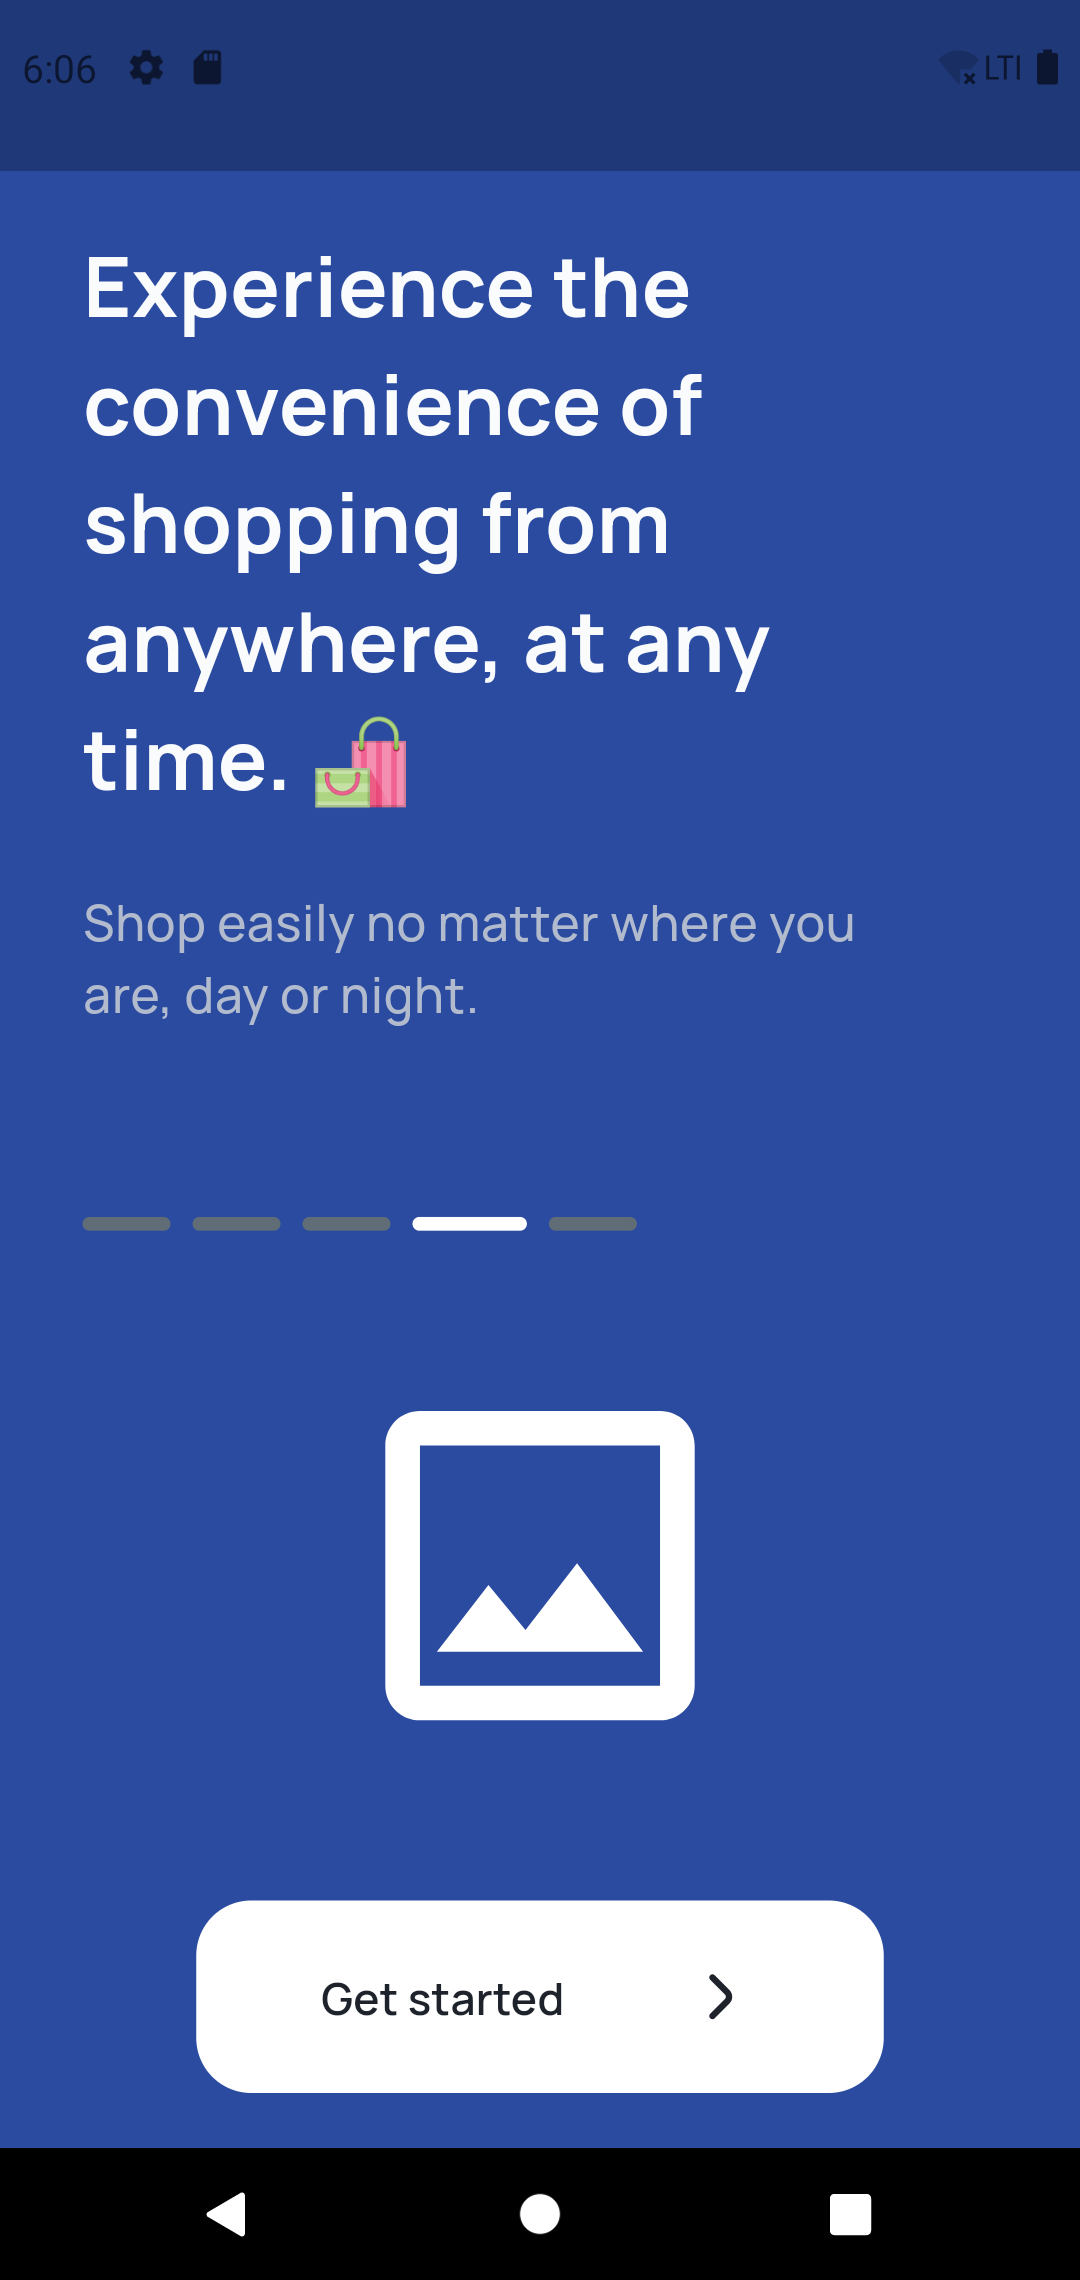 6:06
LTI
Experience the
convenience of
shopping from
anywhere, at any
time. 🛍️
Shop easily no matter where you
are, day or night.
Get started